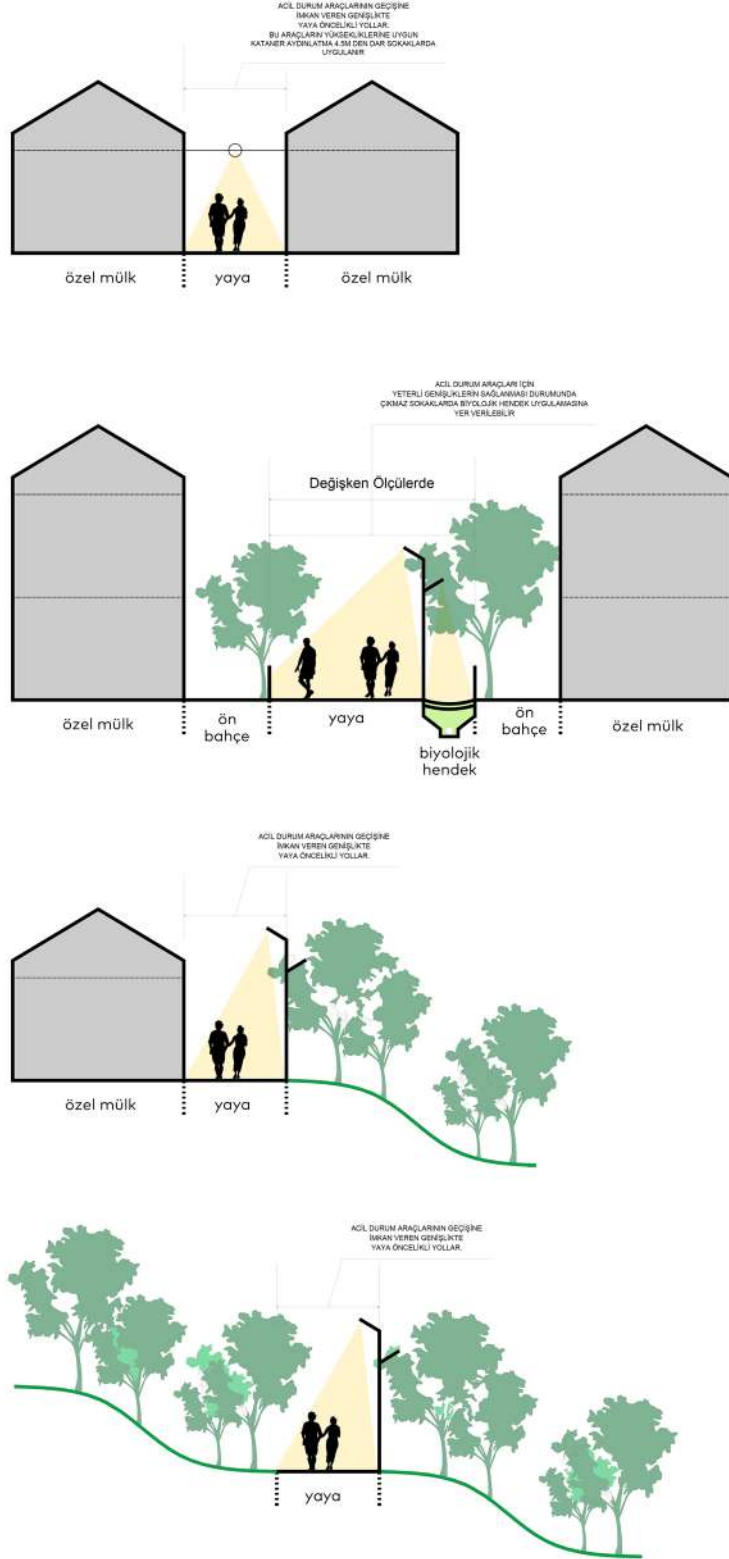 ACİL DURUM ARAÇLARININ GEÇİŞİNE
İMKAN VEREN GENİŞLİKTE
YAYA ÖNCELİKLİ YOLLAR.
BU ARAÇLARIN YÜKSEKLİKLERİNE UYGUN
KATANER AYDINLATMA 4.5M DEN DAR SOKAKLARDA
UYGULANIR
özel mülk
yaya
özel mülk
ACİL DURUM ARAÇLARI İÇİN
YETERLİ GENİŞLİKLERİN SAĞLANMASI DURUMUNDA
ÇIKMAZ SOKAKLARDA BİYOLOJİK HENDEK UYGULAMASINA
YER VERİLEBİLİR
Değişken Ölçülerde
özel mülk
ön
bahçe
yaya
biyolojik
hendek
ön
bahçe
özel mülk
ACİL DURUM ARAÇLARININ GEÇİŞİNE
İMKAN VEREN GENİŞLİKTE
YAYA ÖNCELİKLİ YOLLAR.
özel mülk
yaya
ACİL DURUM ARAÇLARININ GEÇİŞİNE
İMKAN VEREN GENİŞLİKTE
YAYA ÖNCELİKLİ YOLLAR.
yaya